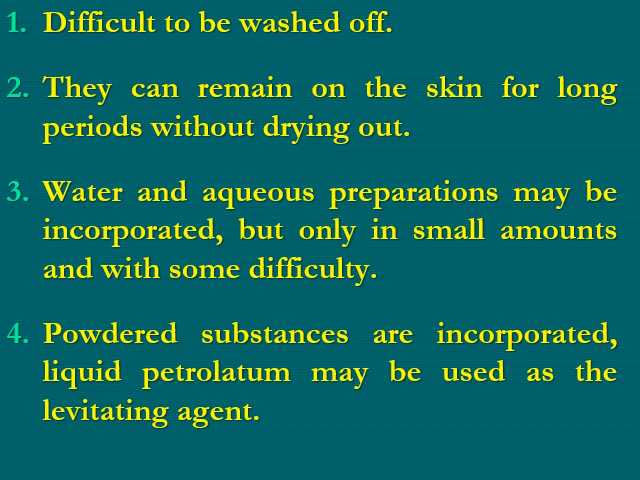 1. Difficult to be washed off.
2. They can remain on the skin for long
periods without drying out.
3. Water and aqueous preparations may be
incorporated, but only in small amounts
and with some difficulty.
4. Powdered substances are incorporated,
liquid petrolatum may be used as the
levitating agent.